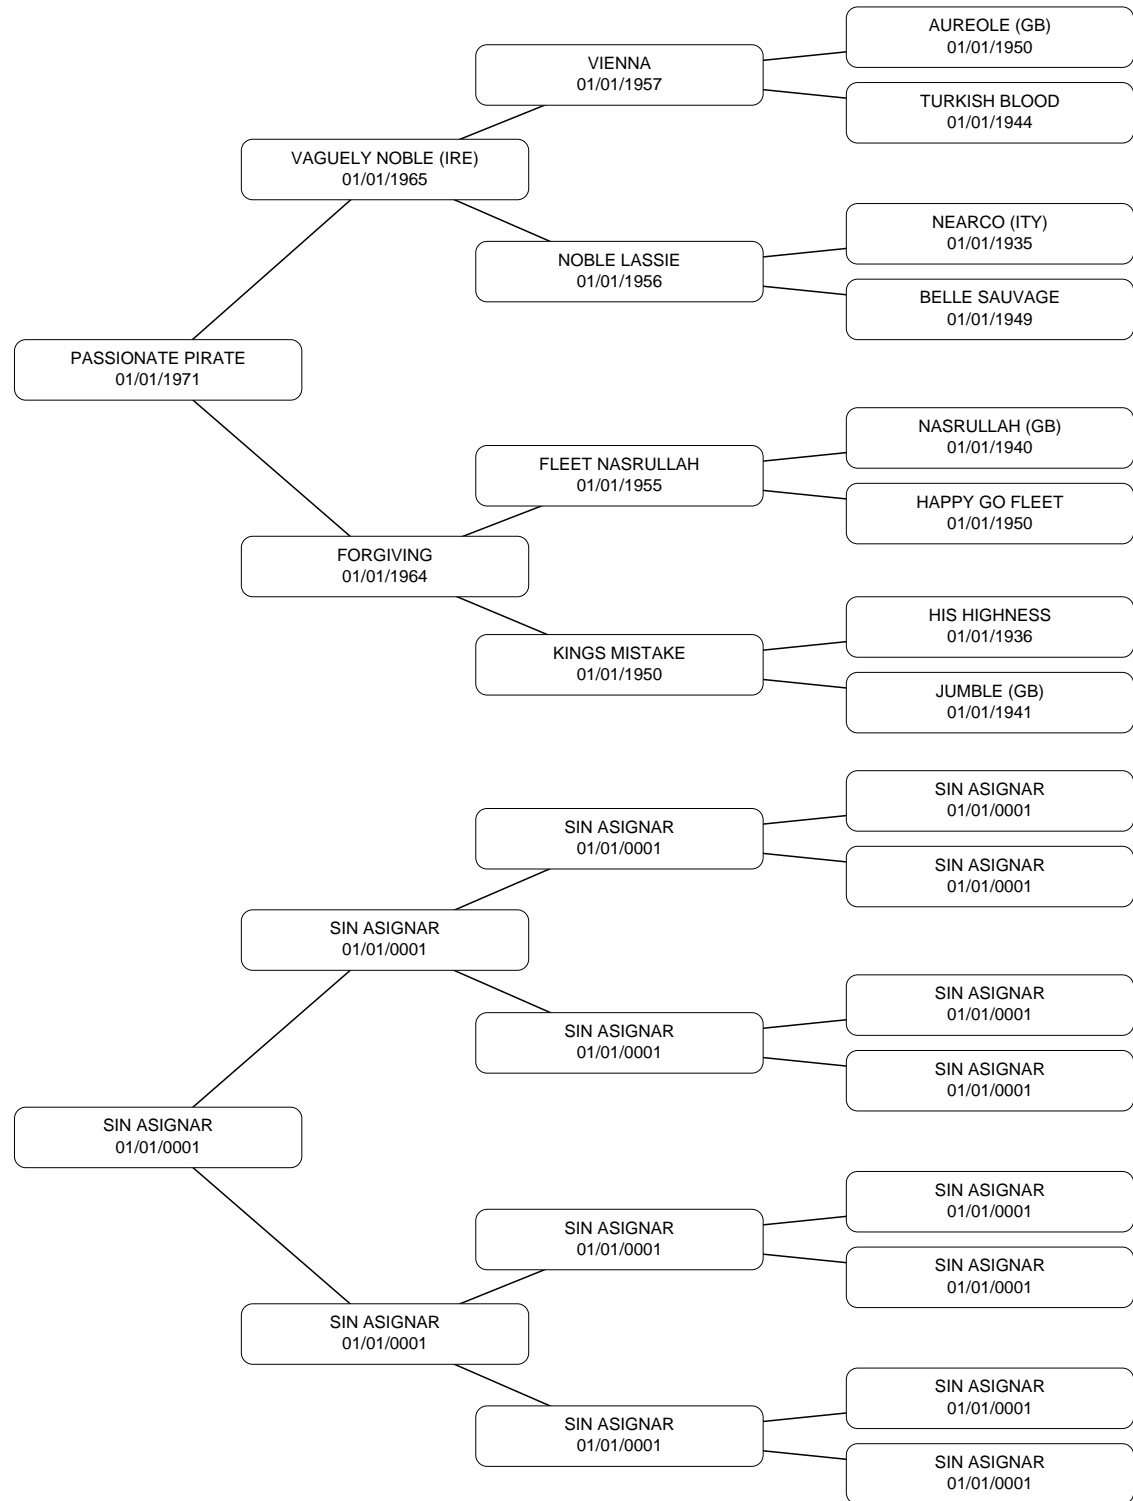 AUREOLE (GB)
01/01/1950
VIENNA
01/01/1957
TURKISH BLOOD
01/01/1944
VAGUELY NOBLE (IRE)
01/01/1965
NEARCO (ITY)
01/01/1935
NOBLE LASSIE
01/01/1956
BELLE SAUVAGE
01/01/1949
PASSIONATE PIRATE
01/01/1971
NASRULLAH (GB)
01/01/1940
FLEET NASRULLAH
01/01/1955
HAPPY GO FLEET
01/01/1950
FORGIVING
01/01/1964
HIS HIGHNESS
01/01/1936
KINGS MISTAKE
01/01/1950
JUMBLE (GB)
01/01/1941
SIN ASIGNAR
01/01/0001
SIN ASIGNAR
01/01/0001
SIN ASIGNAR
01/01/0001
SIN ASIGNAR
01/01/0001
SIN ASIGNAR
01/01/0001
SIN ASIGNAR
01/01/0001
SIN ASIGNAR
01/01/0001
SIN ASIGNAR
01/01/0001
SIN ASIGNAR
01/01/0001
SIN ASIGNAR
01/01/0001
SIN ASIGNAR
01/01/0001
SIN ASIGNAR
01/01/0001
SIN ASIGNAR
01/01/0001
SIN ASIGNAR
01/01/0001
SIN ASIGNAR
01/01/0001